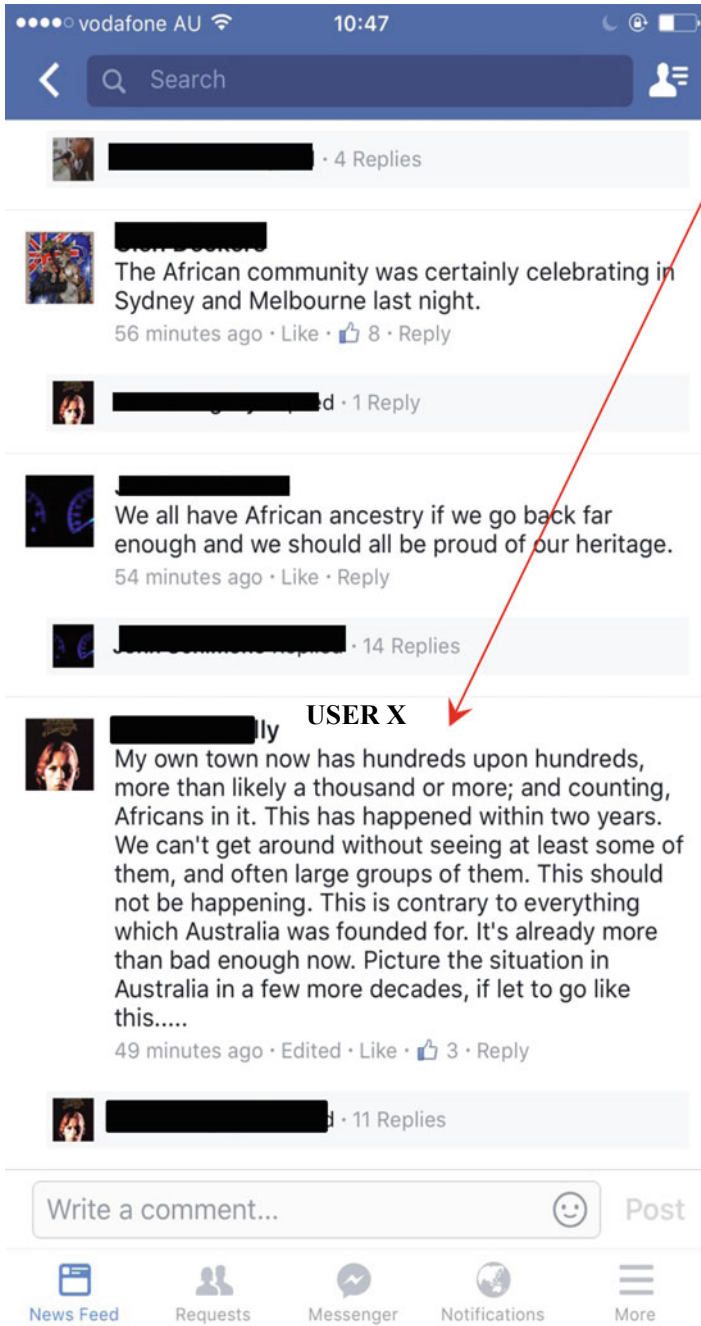 vodafone AU 10:47
Search
· 4 Replies
The African community was certainly celebrating in
Sydney and Melbourne last night.
56 minutes ago · Like · 8 · Reply
ed · 1 Reply
We all have African ancestry if we go back far
enough and we should all be proud of our heritage.
54 minutes ago · Like · Reply
· 14 Replies
lly USER X
My own town now has hundreds upon hundreds,
more than likely a thousand or more; and counting,
Africans in it. This has happened within two years.
We can't get around without seeing at least some of
them, and often large groups of them. This should
not be happening. This is contrary to everything
which Australia was founded for. It's already more
than bad enough now. Picture the situation in
Australia in a few more decades, if let to go like
this.....
49 minutes ago · Edited · Like · 3 · Reply
d · 11 Replies
Write a comment... Post
News Feed Requests Messenger Notifications More